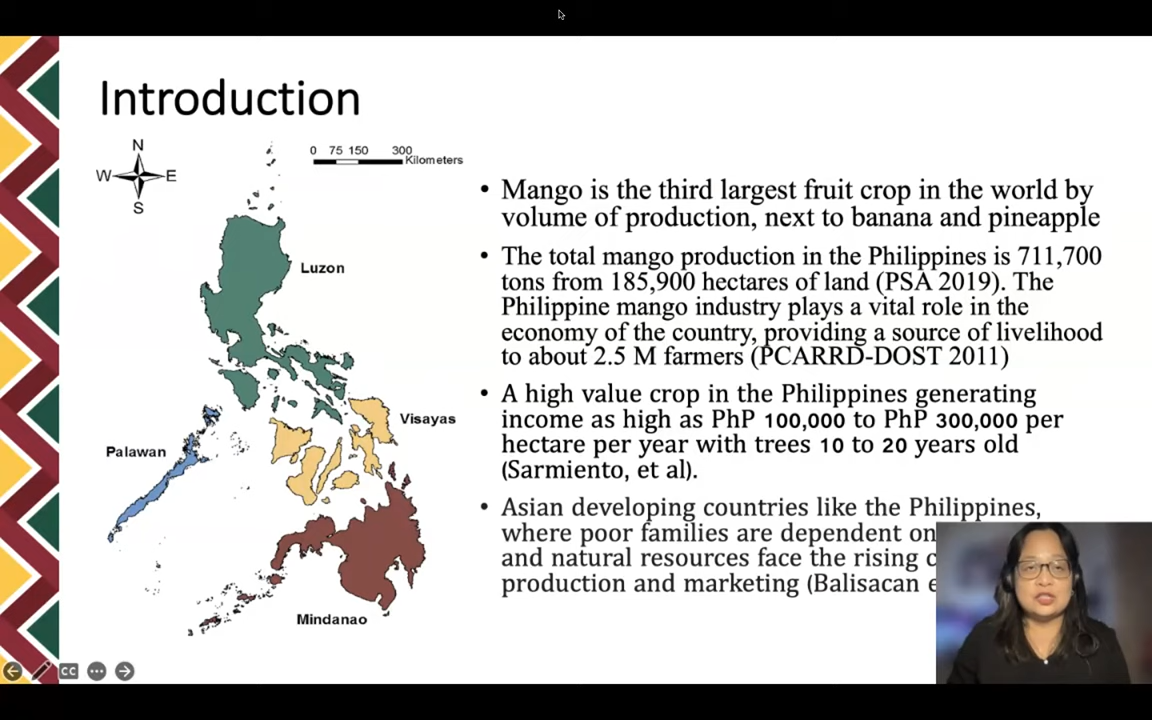 Introduction
N
W E
S
0 75 150 300
Kilometers
Luzon
Visayas
Palawan
Mindanao
• Mango is the third largest fruit crop in the world by
volume of production, next to banana and pineapple
• The total mango production in the Philippines is 711,700
tons from 185,900 hectares of land (PSA 2019). The
Philippine mango industry plays a vital role in the
economy of the country, providing a source of livelihood
to about 2.5 M farmers (PCARRD-DOST 2011)
• A high value crop in the Philippines generating
income as high as PhP 100,000 to PhP 300,000 per
hectare per year with trees 10 to 20 years old
(Sarmiento, et al).
• Asian developing countries like the Philippines,
where poor families are dependent on
and natural resources face the rising
production and marketing (Balisacan
CC